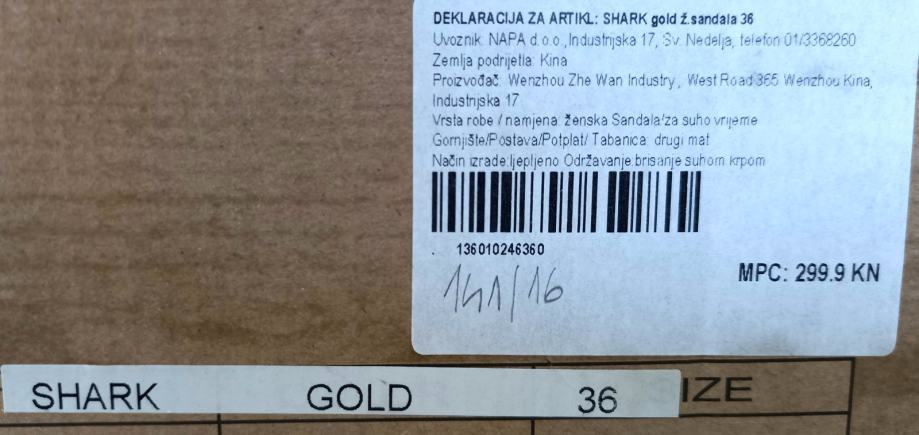 DEKLARACIJA ZA ARTIKL: SHARK gold ž.sandala 36
Uvoznik: NAPA d.o.o.,Industrijska 17, Sv. Nedelja, telefon 01/3368260
Zemlja podrijetla: Kina
Proizvođač: Wenzhou Zhe Wan Industry, West Road 365 Wenzhou Kina,
Industrijska 17
Vrsta robe / namjena: ženska Sandala/za suho vrijeme
Gornjište/Postava/Potplat/ Tabanica: drugi mat
Način izrade:ljepljeno Održavanje:brisanje suhom krpom
136010246360
MPC: 299.9 KN
141/16
SHARK GOLD 36 IZE